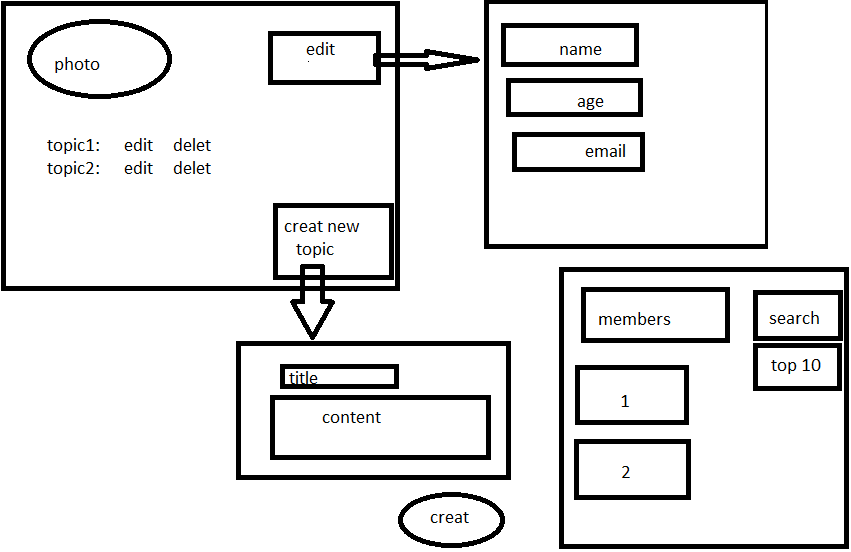 photo
edit
topic1: edit delet
topic2: edit delet
creat new
topic
name
age
email
title
content
creat
members
search
top 10
1
2